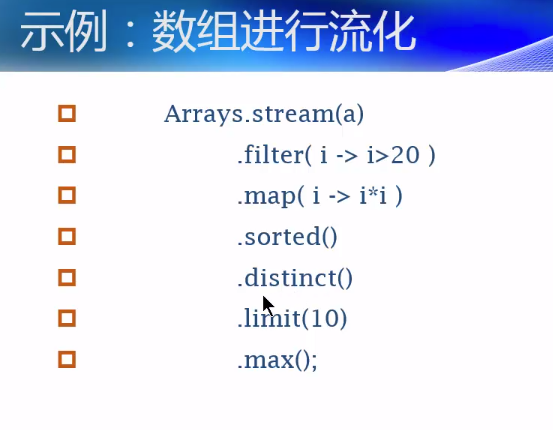 示例：数组进行流化
Arrays.stream(a)
.filter( i -> i>20 )
.map( i -> i*i )
.sorted()
.distinct()
.limit(10)
.max();